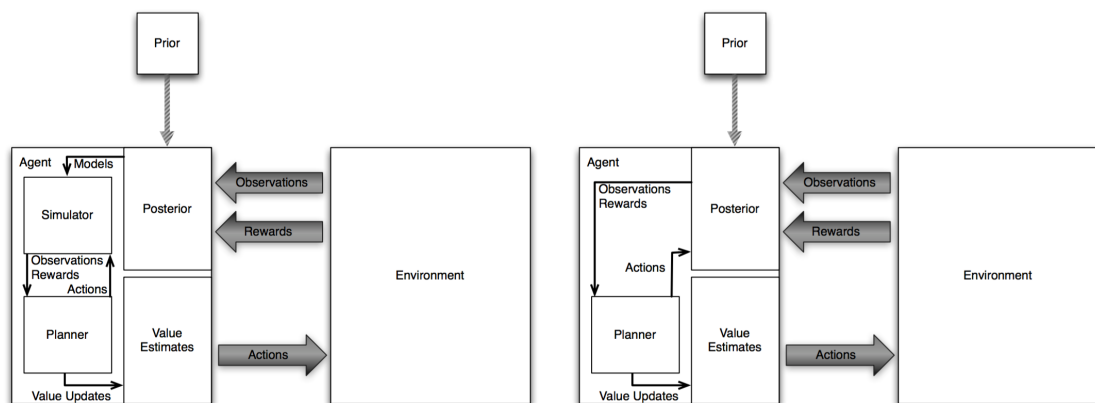 Prior
Agent
Models
Simulator
Posterior
Observations
Rewards
Observations
Rewards
Actions
Environment
Planner
Value
Estimates
Actions
Value Updates
Prior
Agent
Observations
Rewards
Posterior
Observations
Rewards
Actions
Environment
Planner
Value
Estimates
Actions
Value Updates